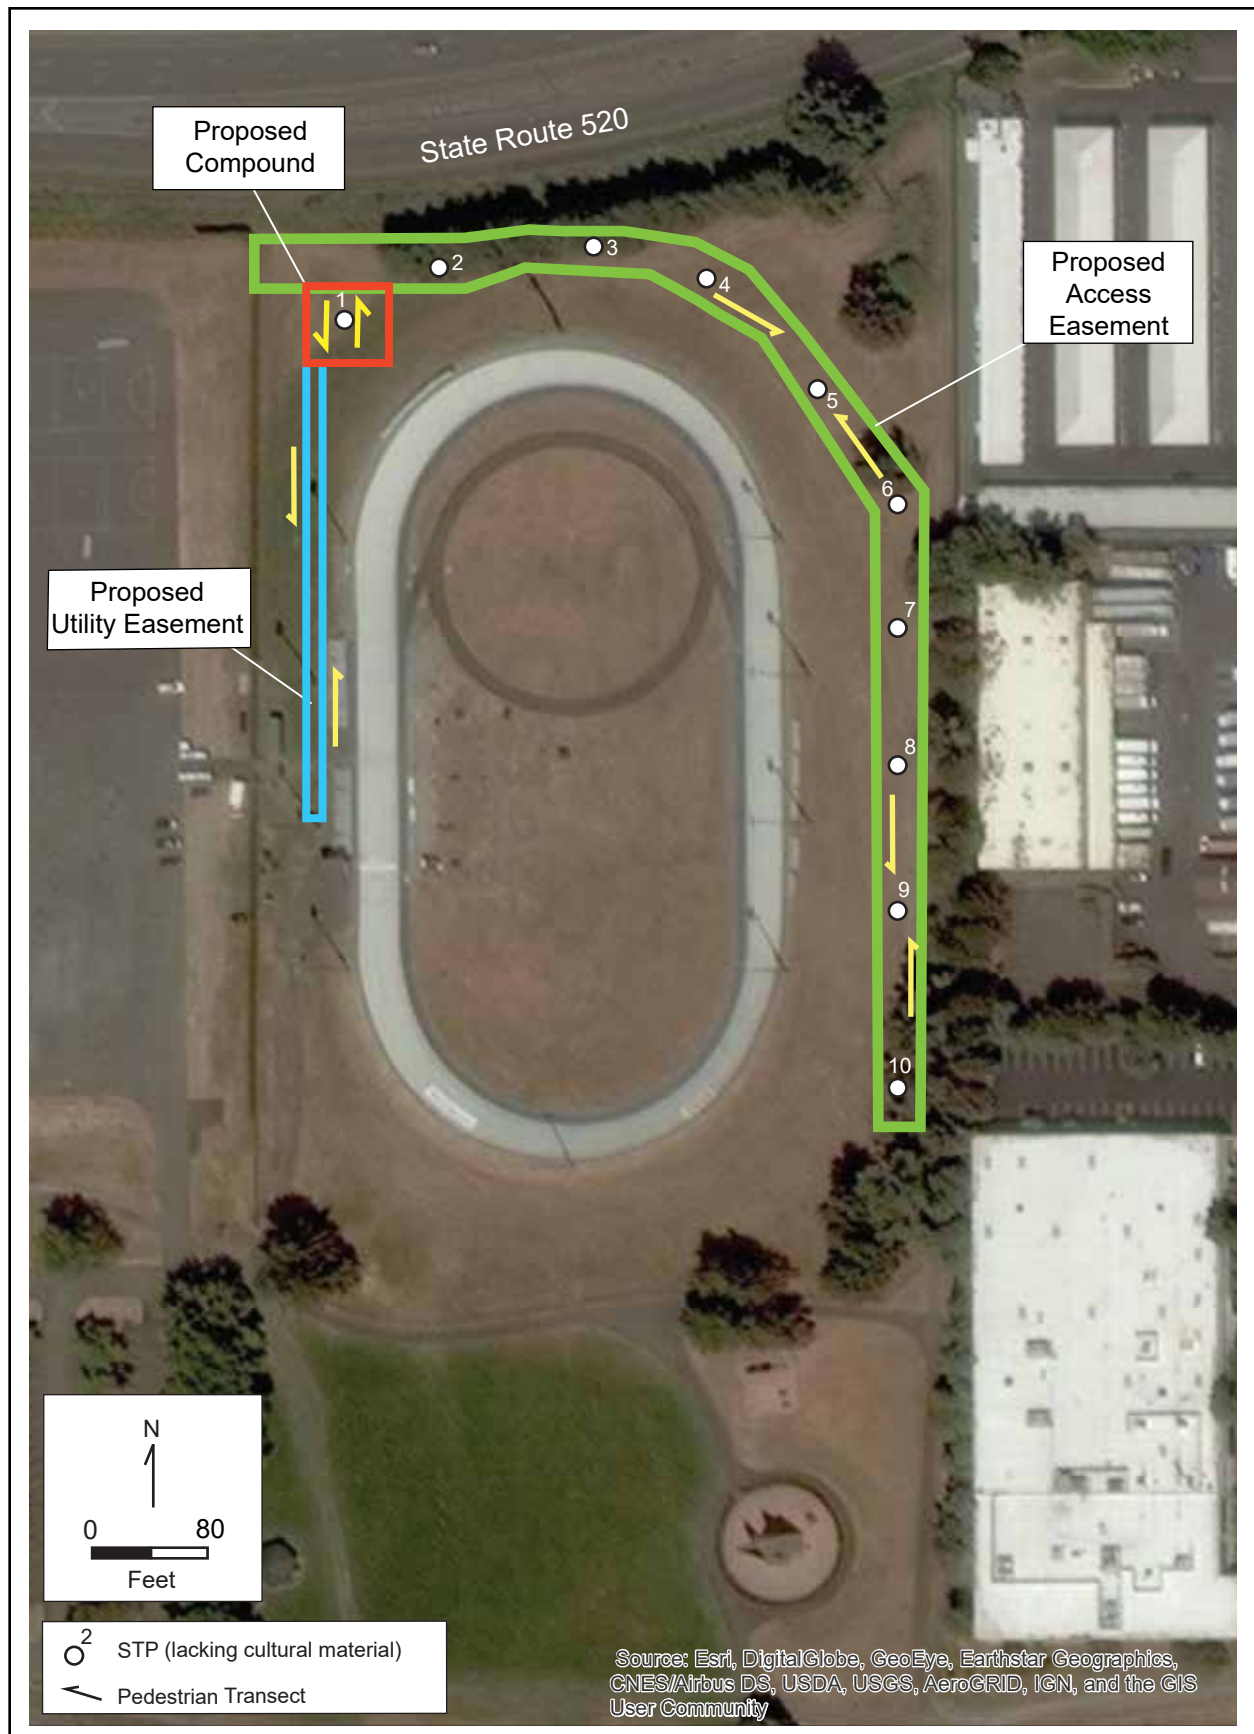 State Route 520
Proposed
Compound
Proposed
Access
Easement
Proposed
Utility Easement
1
2
3
4
5
6
7
8
9
10
N
0 80
Feet
2 STP (lacking cultural material)
Pedestrian Transect
Source: Esri, DigitalGlobe, GeoEye, Earthstar Geographics,
CNES/Airbus DS, USDA, USGS, AeroGRID, IGN, and the GIS
User Community